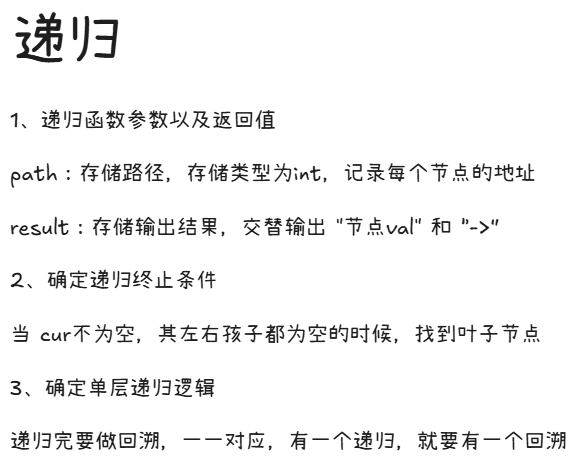 递归
1、递归函数参数以及返回值
path：存储路径，存储类型为int，记录每个节点的地址
result：存储输出结果，交替输出 "节点val" 和 "->"
2、确定递归终止条件
当 cur不为空，其左右孩子都为空的时候，找到叶子节点
3、确定单层递归逻辑
递归完要做回溯，一一对应，有一个递归，就要有一个回溯